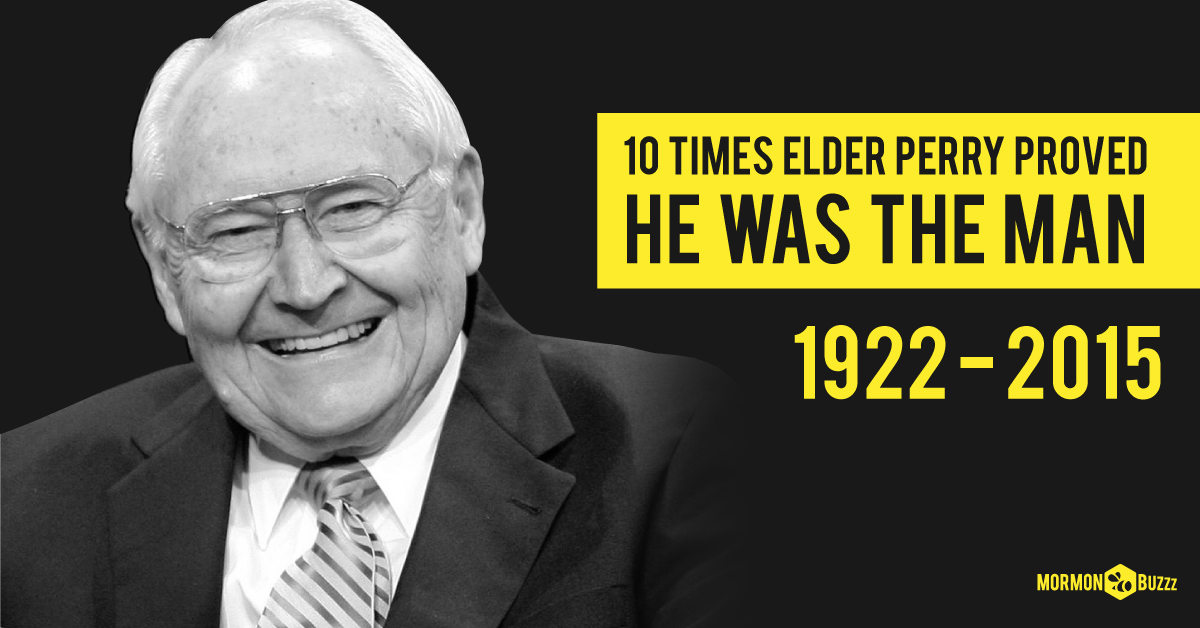 10 TIMES ELDER PERRY PROVED
HE WAS THE MAN
1922 – 2015
MORMON BUZZZ